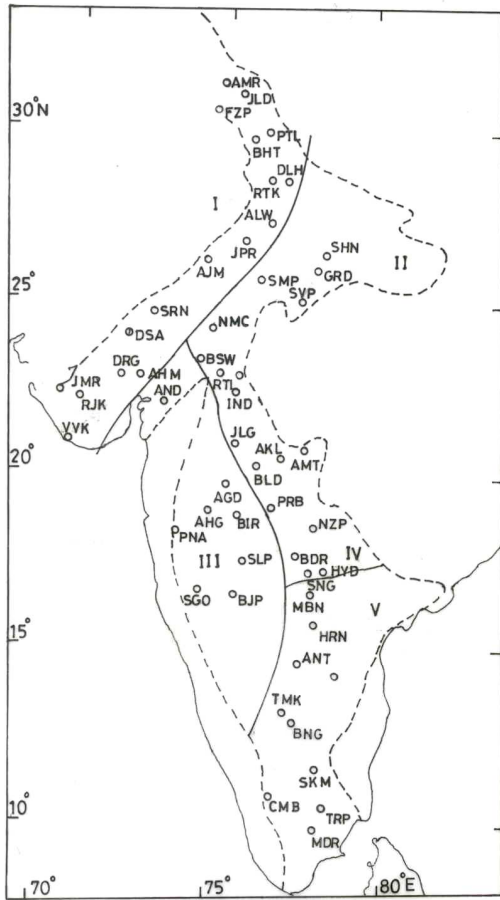 AMR
JLD
30°N
FZP
PTL
BHT
DLH
RTK
I
ALW
JPR
SHN
AJM
II
GRD
SMP
25°
SVP
SRN
NMC
DSA
BSW
DRG
AHM
RTL
JMR
AND
IND
RJK
VVK
JLG
AKL
20°
AMT
BLD
AGD
PRB
AHG
BIR
NZP
PNA
IV
III
SLP
BDR
HYD
SNG
SGO
BJP
MBN
V
15°
HRN
ANT
TMK
BNG
SKM
10°
CMB
TRP
MDR
70°
75°
80°E